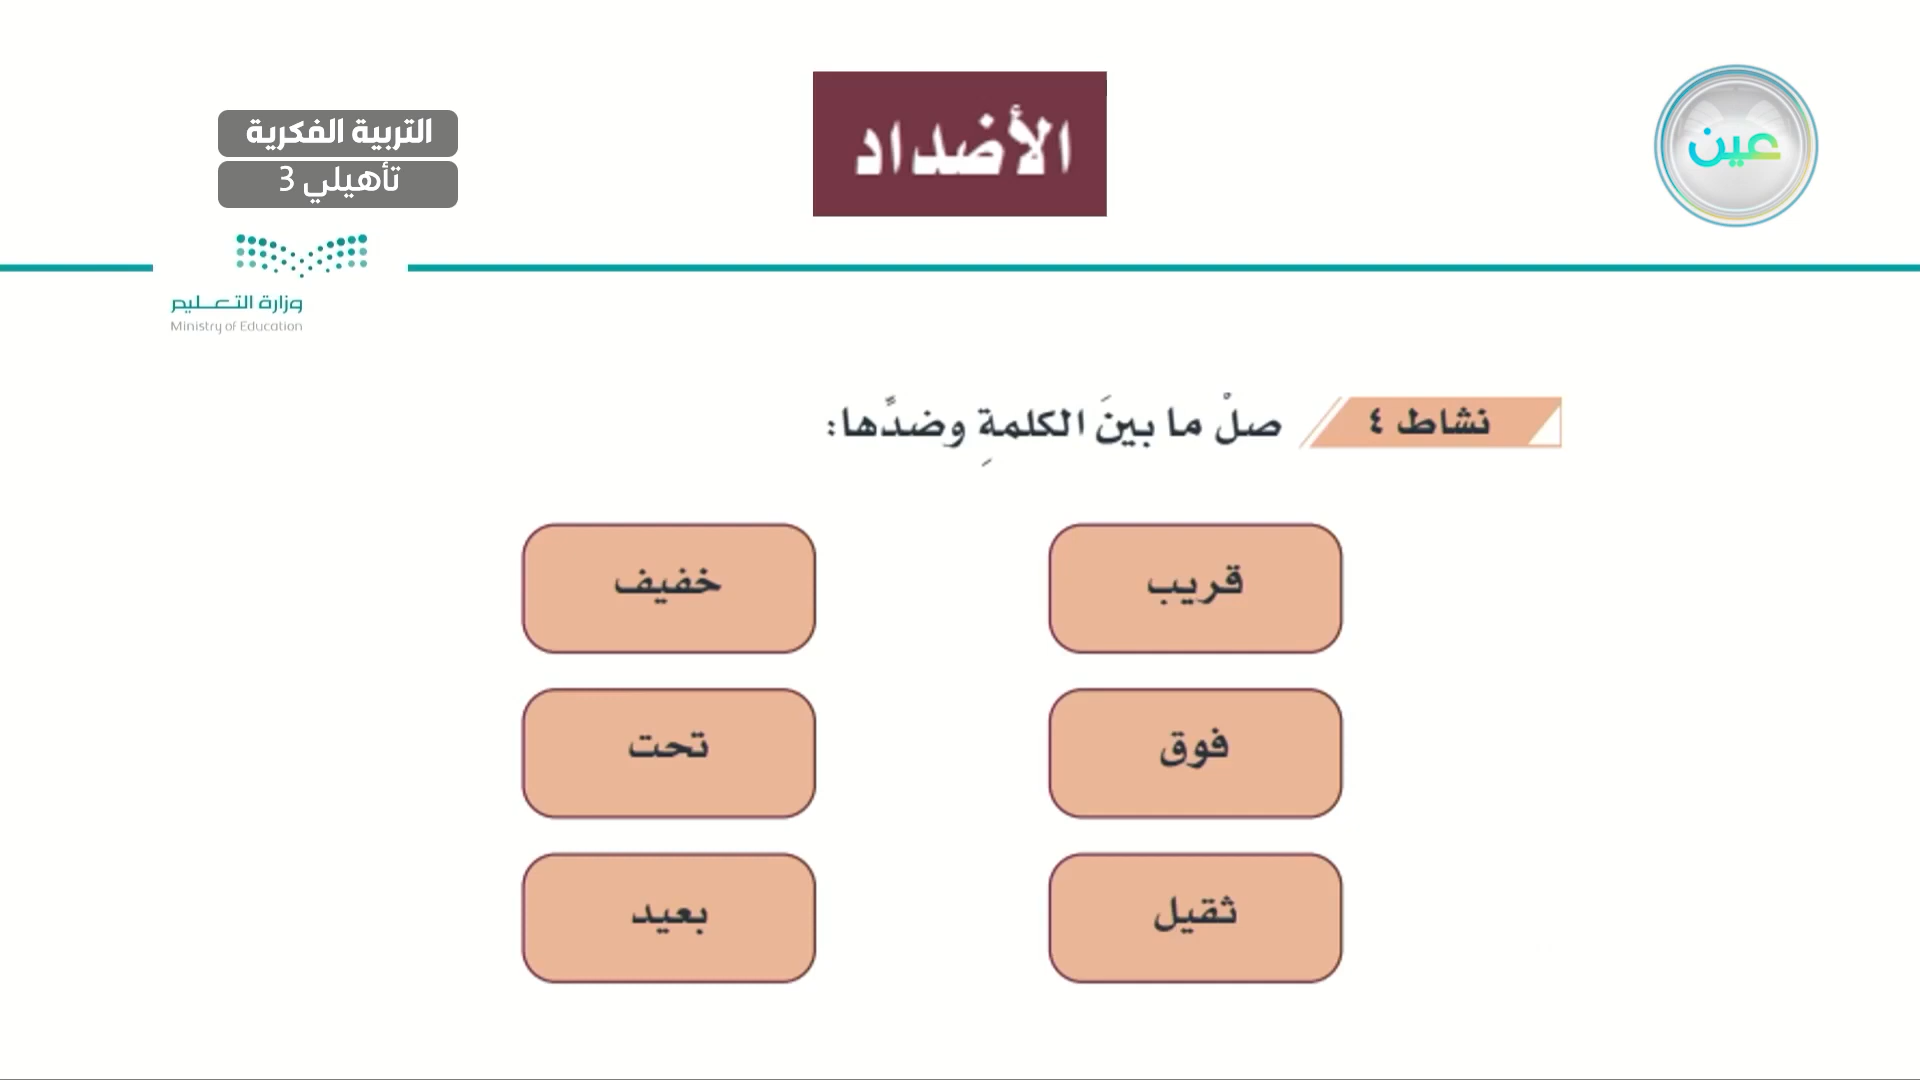 عين
الأضداد
التربية الفكرية
تأهيلي 3
وزارة التعليم
Ministry of Education
نشاط ٤
صلْ ما بينَ الكلمةِ وضدَّها:
قريب
خفيف
فوق
تحت
ثقيل
بعيد